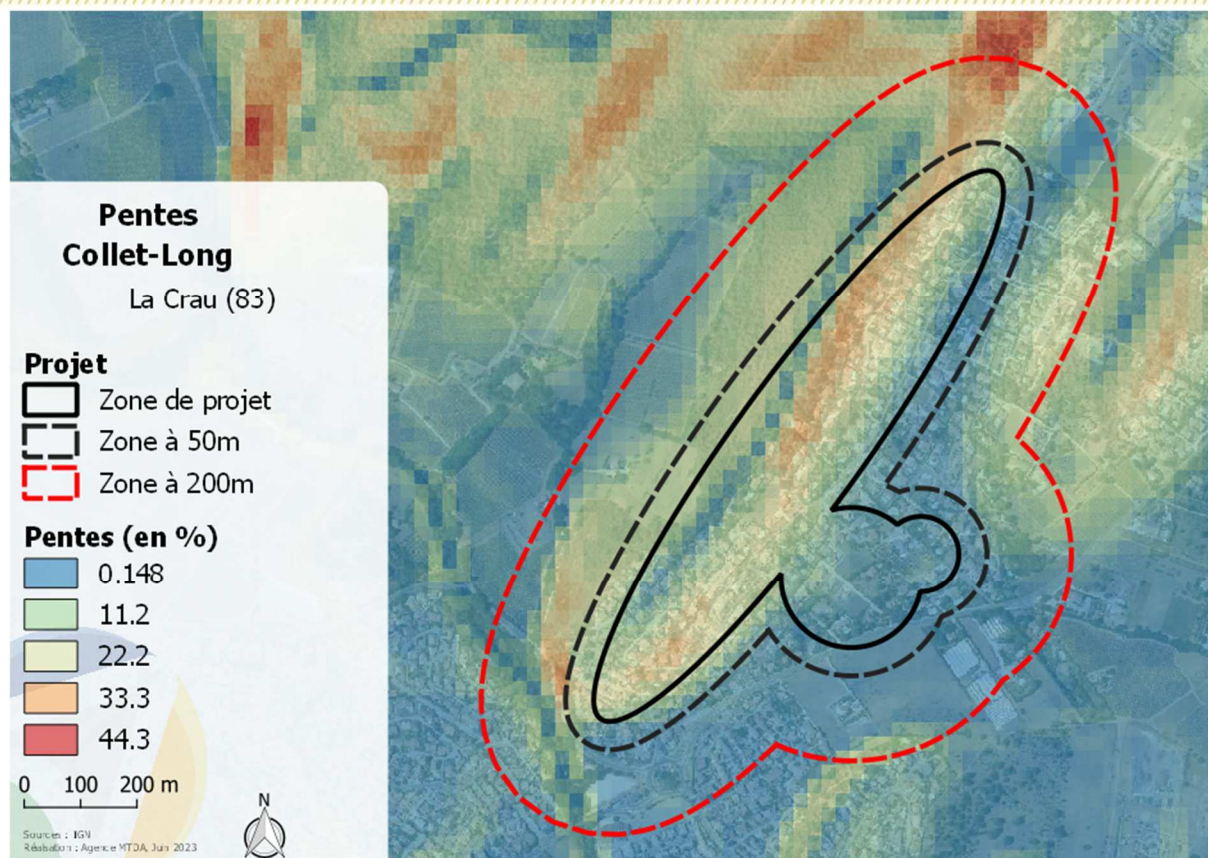 Pentes
Collet-Long
La Crau (83)
Projet
Zone de projet
Zone à 50m
Zone à 200m
Pentes (en %)
0.148
11.2
22.2
33.3
44.3
0 100 200 m
N
Sources : IGN
Réalisation : Agence MTDA, Juin 2023